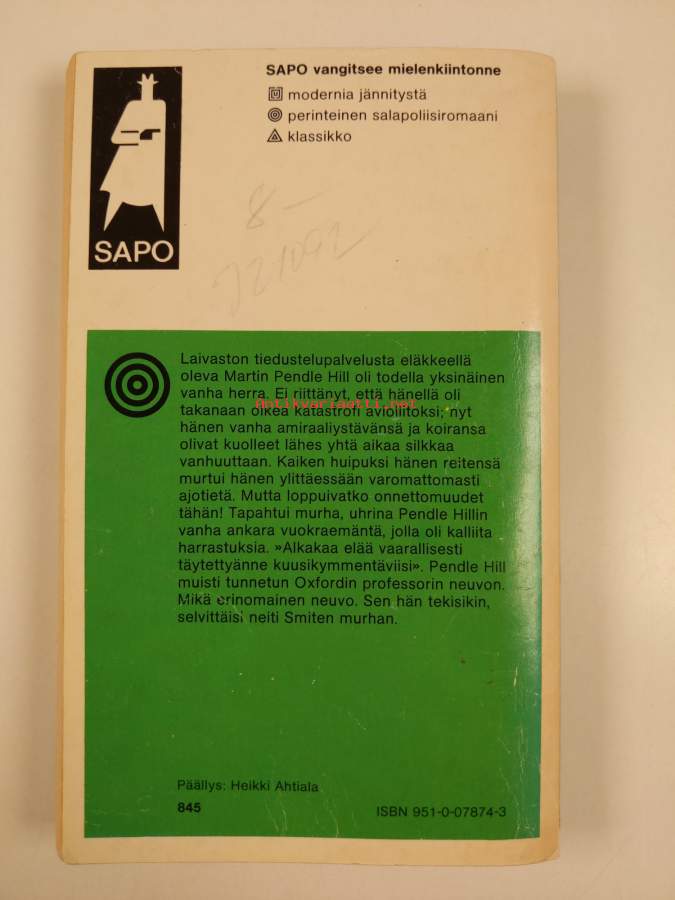 SAPO vangitsee mielenkiintonne
modernia jännitystä
perinteinen salapoliisiromaani
klassikko
SAPO
8-
J21092
Laivaston tiedustelupalvelusta eläkkeellä
oleva Martin Pendle Hill oli todella yksinäinen
vanha herra. Ei riittänyt, että hänellä oli
takanaan oikea katastrofi avioliitoksi; nyt
antikvariaatti.net
hänen vanha amiraaliystävänsä ja koiransa
olivat kuolleet lähes yhtä aikaa silkkaa
vanhuuttaan. Kaiken huipuksi hänen reitensä
murtui hänen ylittäessään varomattomasti
ajotietä. Mutta loppuivatko onnettomuudet
tähän! Tapahtui murha, uhrina Pendle Hillin
vanha ankara vuokraemäntä, jolla oli kalliita
harrastuksia. »Alkakaa elää vaarallisesti
täytettyänne kuusikymmentäviisi». Pendle Hill
muisti tunnetun Oxfordin professorin neuvon.
Mikä erinomainen neuvo. Sen hän tekisikin,
selvittäisi neiti Smiten murhan.
Päällys: Heikki Ahtiala
845
ISBN 951-0-07874-3